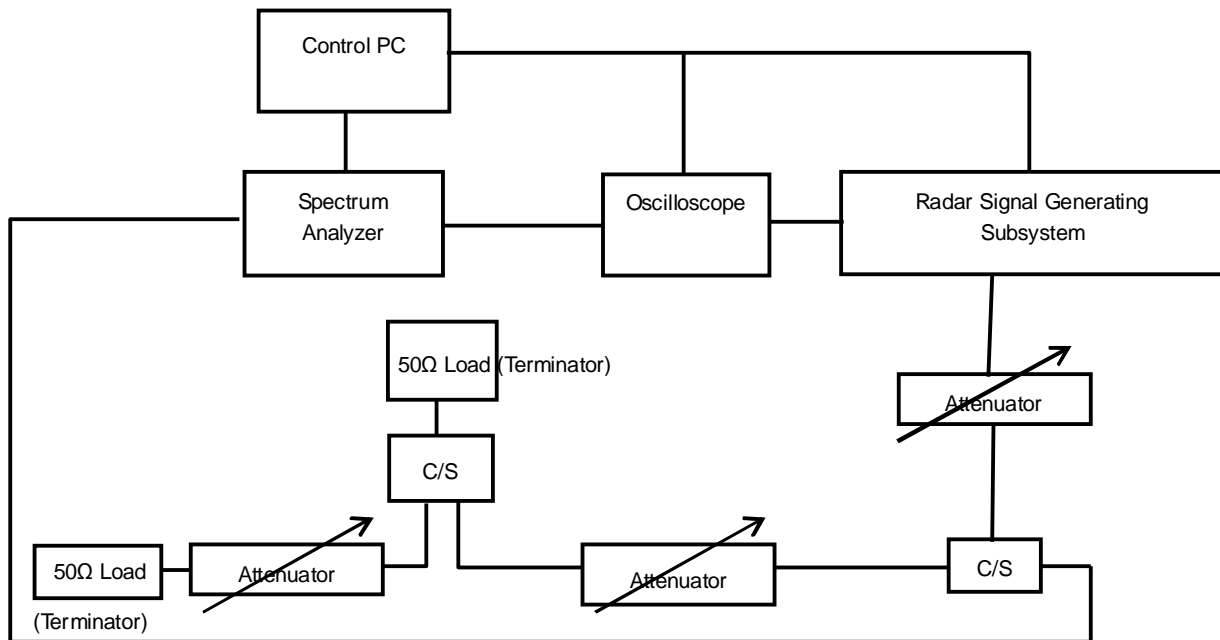 Control PC
Spectrum
Analyzer
Oscilloscope
Radar Signal Generating
Subsystem
50Ω Load (Terminator)
Attenuator
C/S
50Ω Load
(Terminator)
Attenuator
Attenuator
C/S